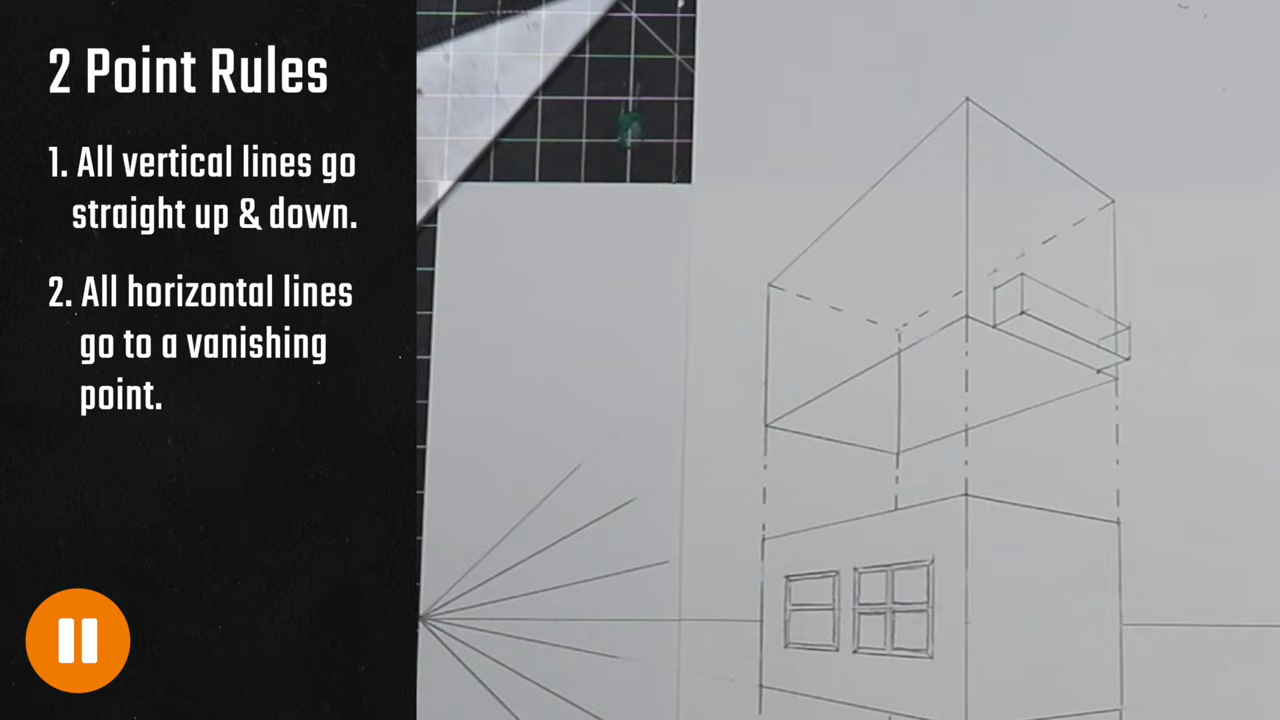 2 Point Rules
1. All vertical lines go
straight up & down.
2. All horizontal lines
go to a vanishing
point.